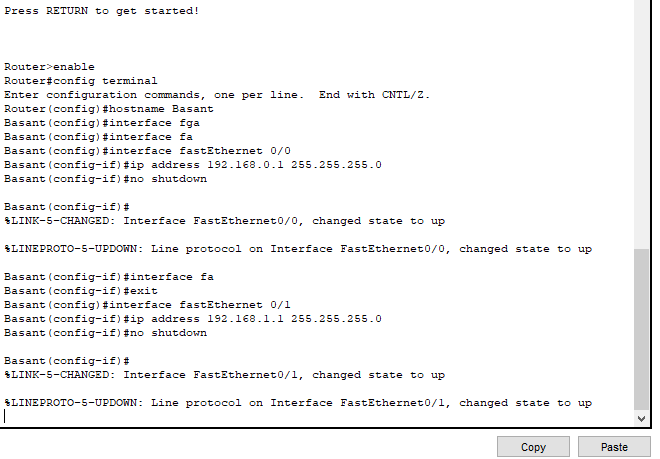 Press RETURN to get started!
Router>enable
Router#config terminal
Enter configuration commands, one per line.  End with CNTL/Z.
Router(config)#hostname Basant
Basant(config)#interface fga
Basant(config)#interface fa
Basant(config)#interface fastEthernet 0/0
Basant(config-if)#ip address 192.168.0.1 255.255.255.0
Basant(config-if)#no shutdown
Basant(config-if)#
%LINK-5-CHANGED: Interface FastEthernet0/0, changed state to up
%LINEPROTO-5-UPDOWN: Line protocol on Interface FastEthernet0/0, changed state to up
Basant(config-if)#interface fa
Basant(config-if)#exit
Basant(config)#interface fastEthernet 0/1
Basant(config-if)#ip address 192.168.1.1 255.255.255.0
Basant(config-if)#no shutdown
Basant(config-if)#
%LINK-5-CHANGED: Interface FastEthernet0/1, changed state to up
%LINEPROTO-5-UPDOWN: Line protocol on Interface FastEthernet0/1, changed state to up
Copy Paste